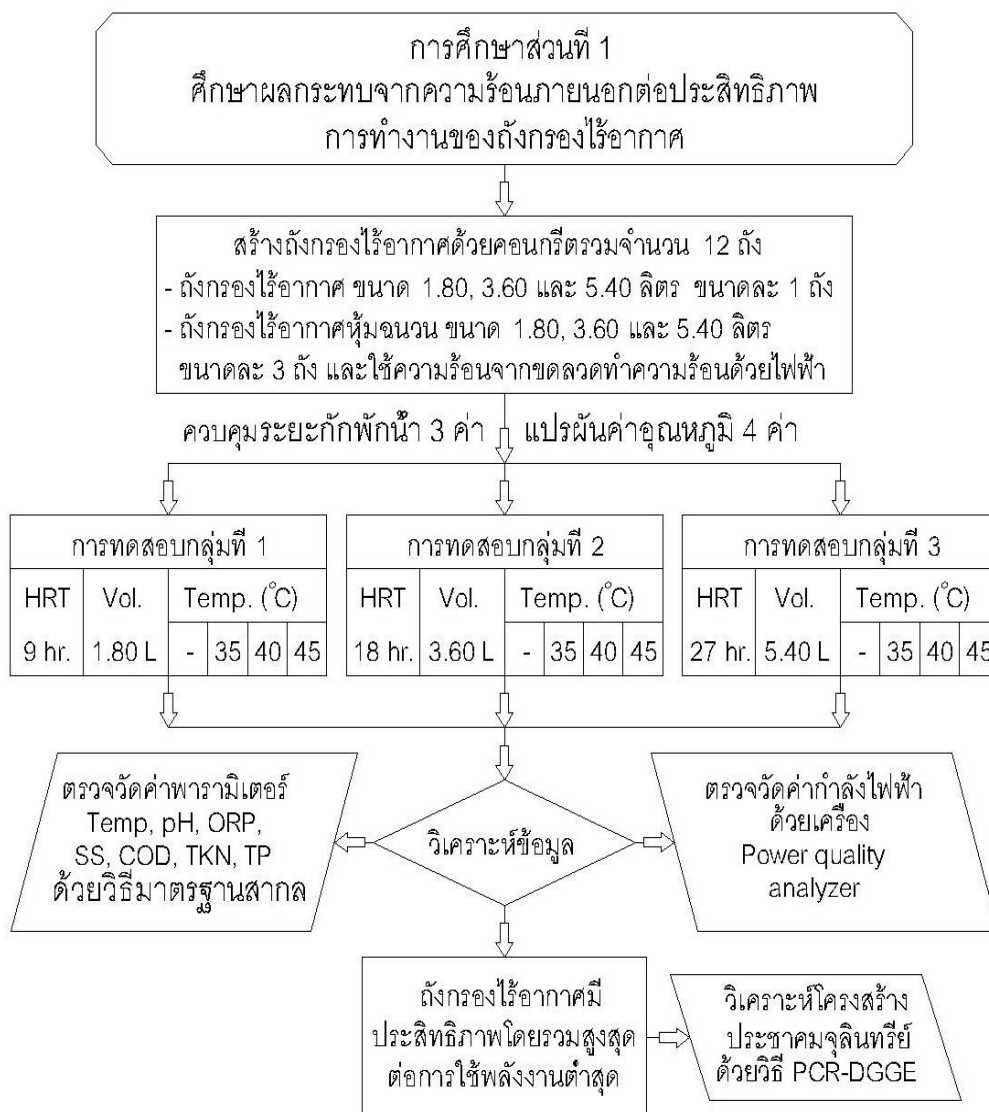 การศึกษาส่วนที่ 1
ศึกษาผลกระทบจากความร้อนภายนอกต่อประสิทธิภาพ
การทำงานของถังกรองไร้อากาศ
สร้างถังกรองไร้อากาศด้วยคอนกรีตรวมจำนวน 12 ถัง
- ถังกรองไร้อากาศ ขนาด 1.80, 3.60 และ 5.40 ลิตร ขนาดละ 1 ถัง
- ถังกรองไร้อากาศหุ้มฉนวน ขนาด 1.80, 3.60 และ 5.40 ลิตร
ขนาดละ 3 ถัง และใช้ความร้อนจากขดลวดทำความร้อนด้วยไฟฟ้า
ควบคุมระยะกักพักน้ำ 3 ค่า แปรผันค่าอุณหภูมิ 4 ค่า
การทดสอบกลุ่มที่ 1
HRT Vol. Temp. (°C)
9 hr. 1.80 L - 35 40 45
การทดสอบกลุ่มที่ 2
HRT Vol. Temp. (°C)
18 hr. 3.60 L - 35 40 45
การทดสอบกลุ่มที่ 3
HRT Vol. Temp. (°C)
27 hr. 5.40 L - 35 40 45
ตรวจวัดค่าพารามิเตอร์
Temp, pH, ORP,
SS, COD, TKN, TP
ด้วยวิธีมาตรฐานสากล
วิเคราะห์ข้อมูล
ตรวจวัดค่ากำลังไฟฟ้า
ด้วยเครื่อง
Power quality
analyzer
ถังกรองไร้อากาศมี
ประสิทธิภาพโดยรวมสูงสุด
ต่อการใช้พลังงานต่ำสุด
วิเคราะห์โครงสร้าง
ประชาคมจุลินทรีย์
ด้วยวิธี PCR-DGGE